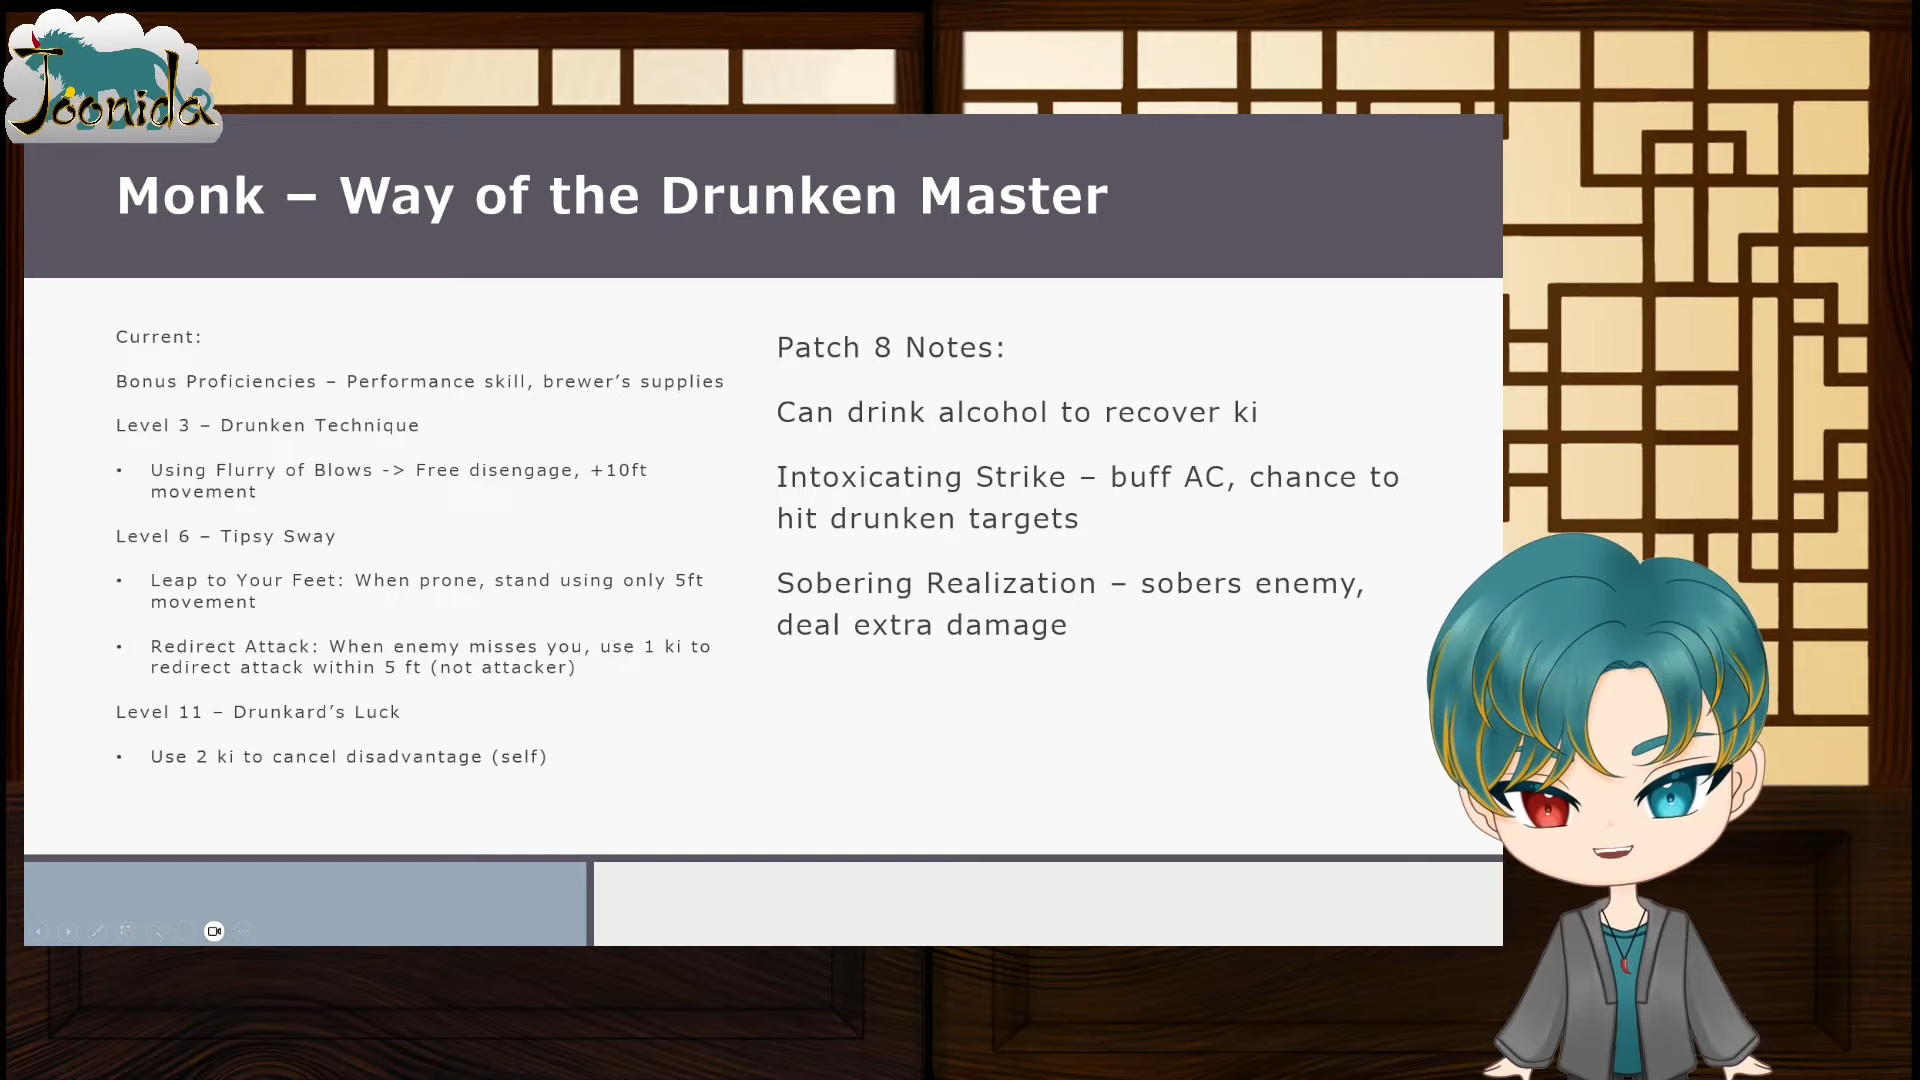 Joonida
Monk – Way of the Drunken Master
Current:
Bonus Proficiencies – Performance skill, brewer's supplies
Level 3 – Drunken Technique
• Using Flurry of Blows -> Free disengage, +10ft
movement
Level 6 – Tipsy Sway
• Leap to Your Feet: When prone, stand using only 5ft
movement
• Redirect Attack: When enemy misses you, use 1 ki to
redirect attack within 5 ft (not attacker)
Level 11 – Drunkard's Luck
• Use 2 ki to cancel disadvantage (self)
Patch 8 Notes:
Can drink alcohol to recover ki
Intoxicating Strike – buff AC, chance to
hit drunken targets
Sobering Realization – sobers enemy,
deal extra damage